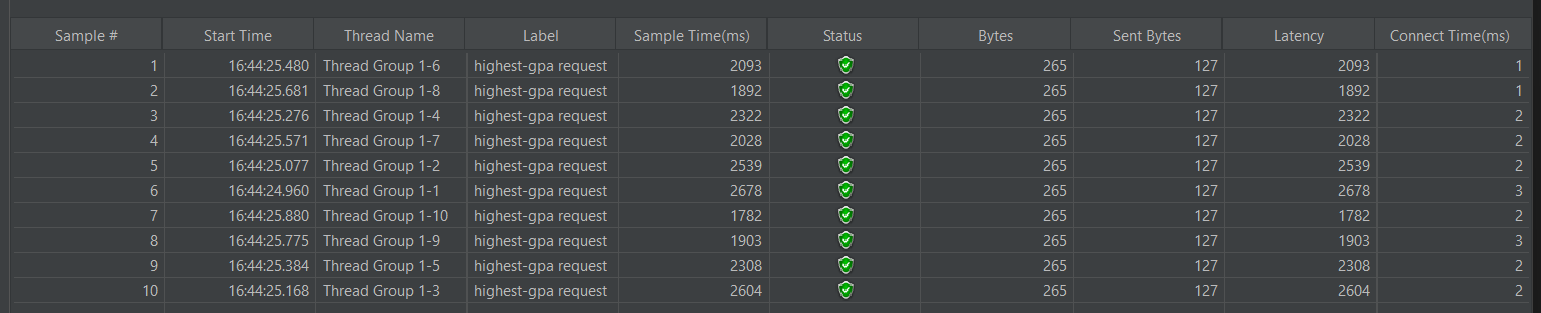 Sample # Start Time Thread Name Label Sample Time(ms) Status Bytes Sent Bytes Latency Connect Time(ms)
1 16:44:25.480 Thread Group 1-6 highest-gpa request 2093 265 127 2093 1
2 16:44:25.681 Thread Group 1-8 highest-gpa request 1892 265 127 1892 1
3 16:44:25.276 Thread Group 1-4 highest-gpa request 2322 265 127 2322 2
4 16:44:25.571 Thread Group 1-7 highest-gpa request 2028 265 127 2028 2
5 16:44:25.077 Thread Group 1-2 highest-gpa request 2539 265 127 2539 2
6 16:44:24.960 Thread Group 1-1 highest-gpa request 2678 265 127 2678 3
7 16:44:25.880 Thread Group 1-10 highest-gpa request 1782 265 127 1782 2
8 16:44:25.775 Thread Group 1-9 highest-gpa request 1903 265 127 1903 3
9 16:44:25.384 Thread Group 1-5 highest-gpa request 2308 265 127 2308 2
10 16:44:25.168 Thread Group 1-3 highest-gpa request 2604 265 127 2604 2